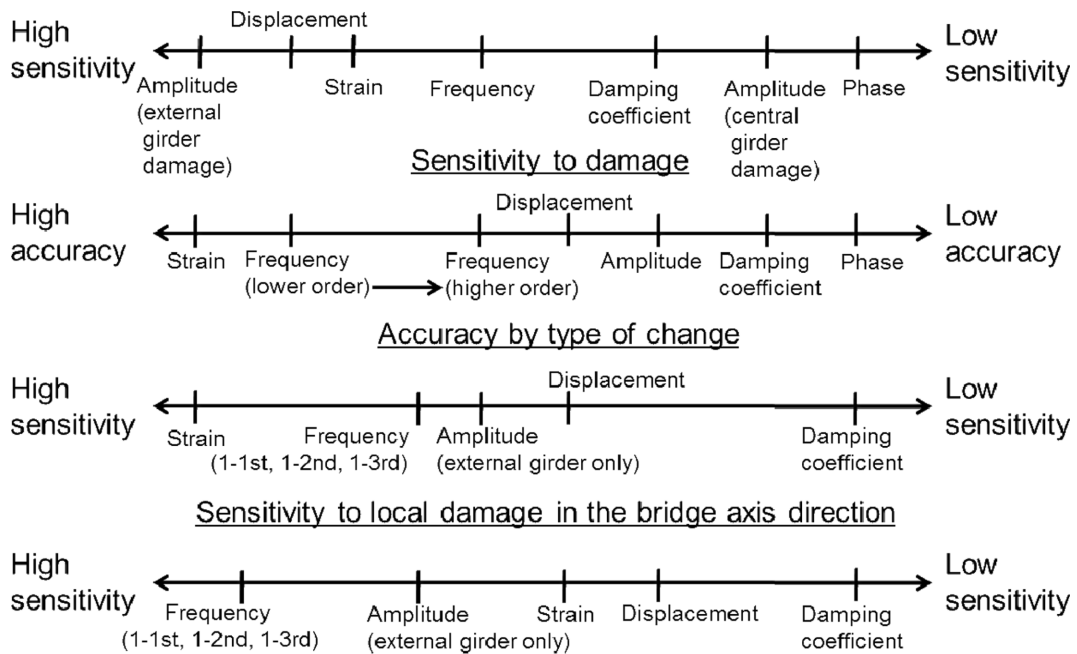 Displacement
High
sensitivity
Low
sensitivity
Amplitude
(external
girder
damage)
Strain
Frequency
Damping
coefficient
Amplitude
(central
girder
damage)
Phase
Sensitivity to damage
High
accuracy
Displacement
Low
accuracy
Strain
Frequency
(lower order)
Frequency
(higher order)
Amplitude
Damping
coefficient
Phase
Accuracy by type of change
High
sensitivity
Displacement
Low
sensitivity
Strain
Frequency
(1-1st, 1-2nd, 1-3rd)
Amplitude
(external girder only)
Damping
coefficient
Sensitivity to local damage in the bridge axis direction
High
sensitivity
Low
sensitivity
Frequency
(1-1st, 1-2nd, 1-3rd)
Amplitude
(external girder only)
Strain
Displacement
Damping
coefficient